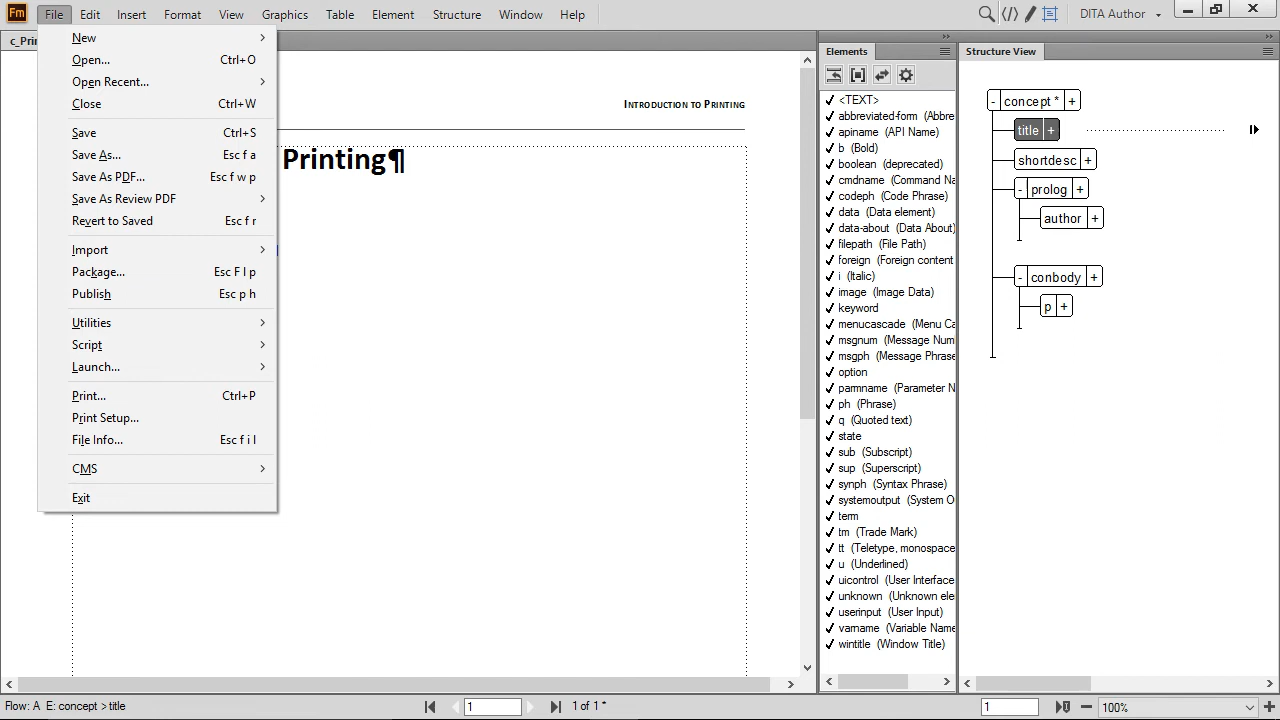 Fm File Edit Insert Format View Graphics Table Element Structure Window Help DITA Author
c_Prin
New
Open... Ctrl+O
Open Recent...
Close Ctrl+W
Save Ctrl+S
Save As... Esc f a
Save As PDF... Esc f w p
Save As Review PDF
Revert to Saved Esc f r
Import
Package... Esc F l p
Publish Esc p h
Utilities
Script
Launch...
Print... Ctrl+P
Print Setup...
File Info... Esc f i l
CMS
Exit
Introduction to Printing
Printing¶
Elements
<TEXT>
abbreviated-form (Abbre
apiname (API Name)
b (Bold)
boolean (deprecated)
cmdname (Command Na
codeph (Code Phrase)
data (Data element)
data-about (Data About)
filepath (File Path)
foreign (Foreign content
i (Italic)
image (Image Data)
keyword
menucascade (Menu Ca
msgnum (Message Num
msgph (Message Phrase
option
parmname (Parameter N
ph (Phrase)
q (Quoted text)
state
sub (Subscript)
sup (Superscript)
synph (Syntax Phrase)
systemoutput (System O
term
tm (Trade Mark)
tt (Teletype, monospace
u (Underlined)
uicontrol (User Interface
unknown (Unknown ele
userinput (User Input)
varname (Variable Name
wintitle (Window Title)
Structure View
- concept * +
title +
shortdesc +
- prolog +
author +
- conbody +
p +
Flow: A E: concept > title 1 1 of 1 * 1 100%